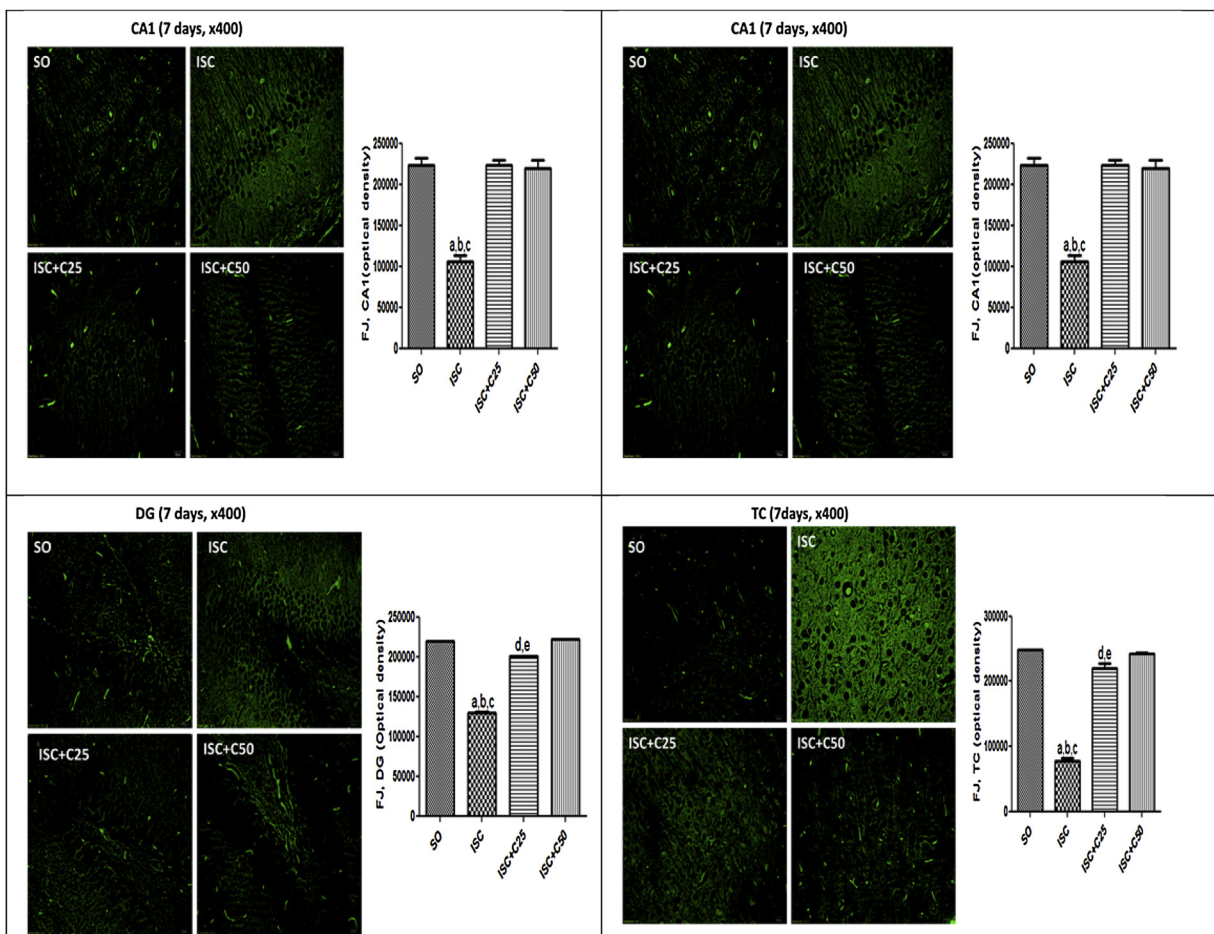 CA1 (7 days, x400)
SO
ISC
ISC+C25
ISC+C50
FJ, CA1(optical density)
250000
200000
150000
100000
50000
0
a,b,c
SO
ISC
ISC+C25
ISC+C50
CA1 (7 days, x400)
SO
ISC
ISC+C25
ISC+C50
FJ, CA1(optical density)
250000
200000
150000
100000
50000
0
a,b,c
SO
ISC
ISC+C25
ISC+C50
DG (7 days, x400)
SO
ISC
ISC+C25
ISC+C50
FJ, DG (Optical density)
250000
200000
150000
100000
50000
0
a,b,c
d,e
SO
ISC
ISC+C25
ISC+C50
TC (7days, x400)
SO
ISC
ISC+C25
ISC+C50
FJ, TC (optical density)
300000
200000
100000
0
a,b,c
d,e
SO
ISC
ISC+C25
ISC+C50